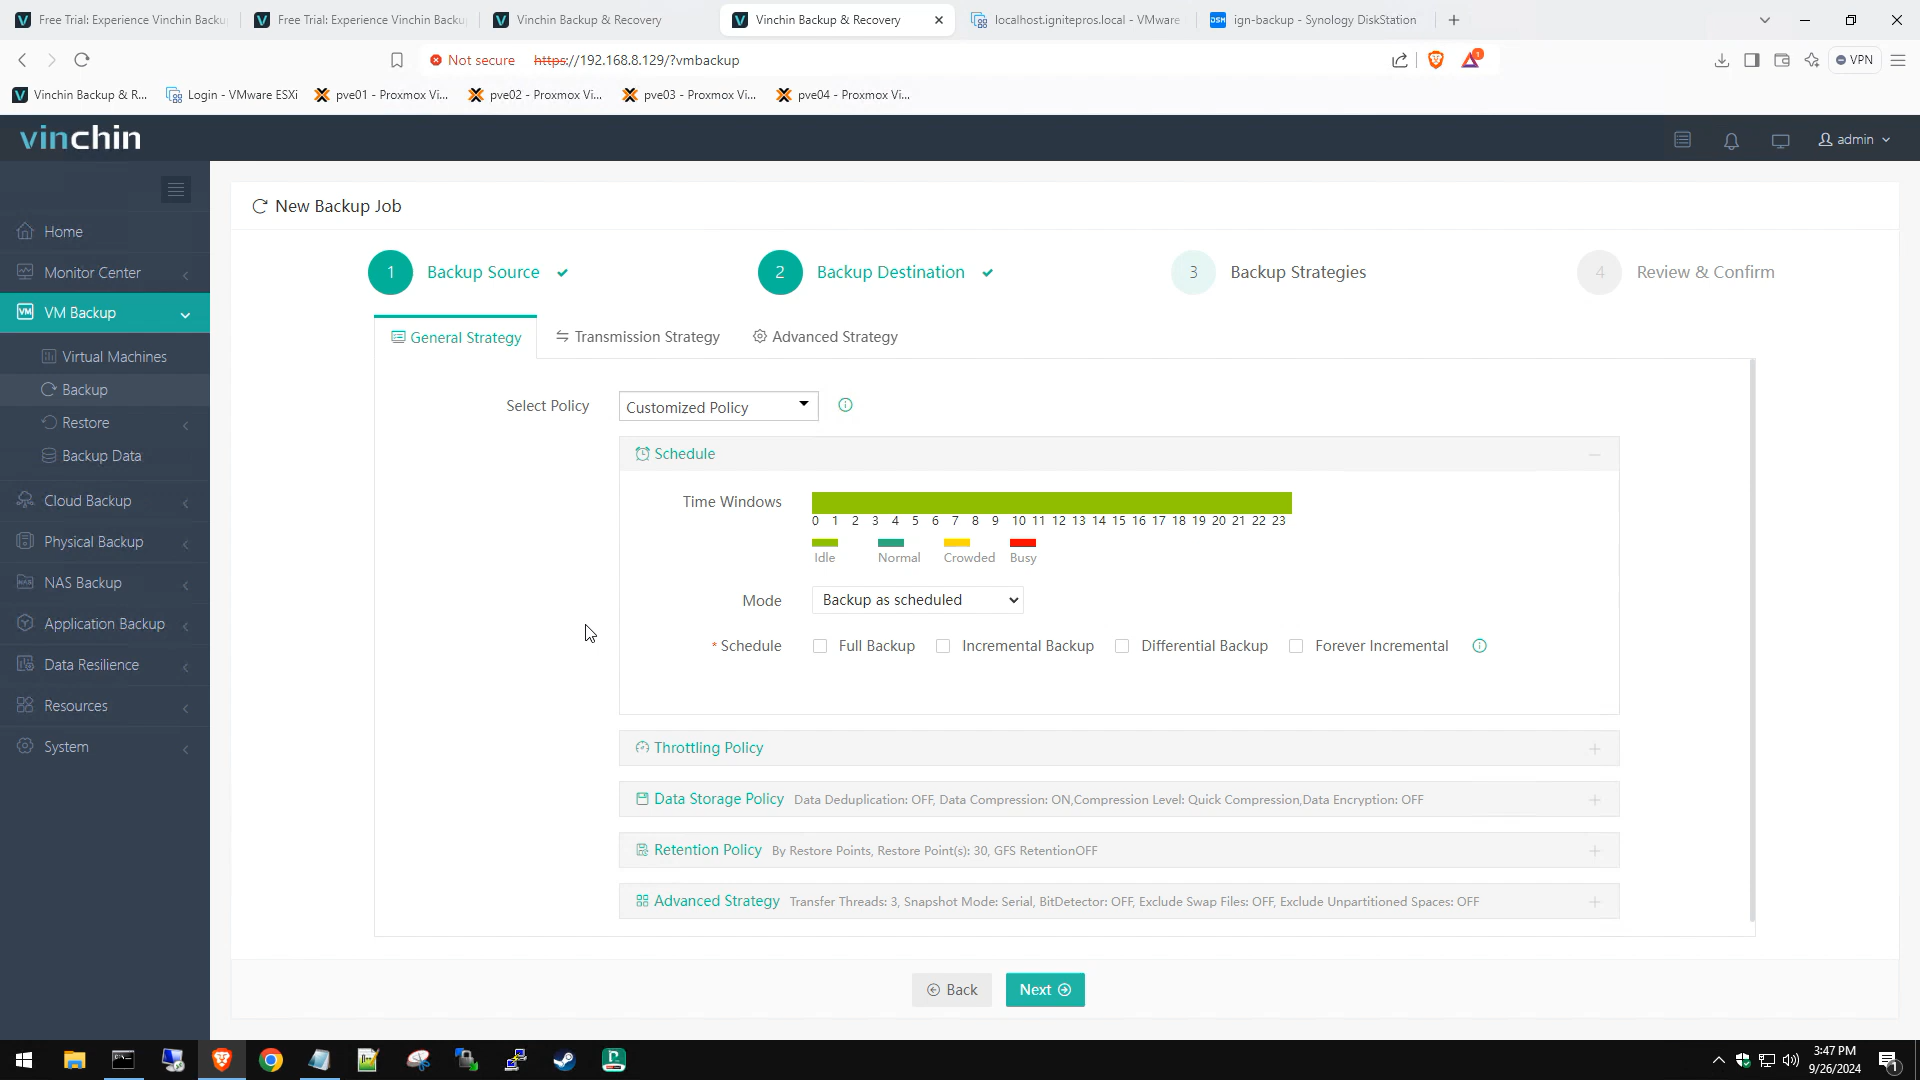 Free Trial: Experience Vinchin Backu
Free Trial: Experience Vinchin Backu
Vinchin Backup & Recovery
Vinchin Backup & Recovery
localhost.ignitepros.local - VMware
ign-backup - Synology DiskStation
Not secure
https://192.168.8.129/?vmbackup
1
VPN
Vinchin Backup & R...
Login - VMware ESXi
pve01 - Proxmox Vi...
pve02 - Proxmox Vi...
pve03 - Proxmox Vi...
pve04 - Proxmox Vi...
vinchin
admin
Home
Monitor Center
VM Backup
Virtual Machines
Backup
Restore
Backup Data
Cloud Backup
Physical Backup
NAS Backup
Application Backup
Data Resilience
Resources
System
New Backup Job
1 Backup Source
2 Backup Destination
3 Backup Strategies
4 Review & Confirm
General Strategy
Transmission Strategy
Advanced Strategy
Select Policy
Customized Policy
Schedule
Time Windows
0 1 2 3 4 5 6 7 8 9 10 11 12 13 14 15 16 17 18 19 20 21 22 23
Idle Normal Crowded Busy
Mode
Backup as scheduled
* Schedule
Full Backup
Incremental Backup
Differential Backup
Forever Incremental
Throttling Policy
Data Storage Policy Data Deduplication: OFF, Data Compression: ON,Compression Level: Quick Compression,Data Encryption: OFF
Retention Policy By Restore Points, Restore Point(s): 30, GFS RetentionOFF
Advanced Strategy Transfer Threads: 3, Snapshot Mode: Serial, BitDetector: OFF, Exclude Swap Files: OFF, Exclude Unpartitioned Spaces: OFF
Back
Next
3:47 PM
9/26/2024
1